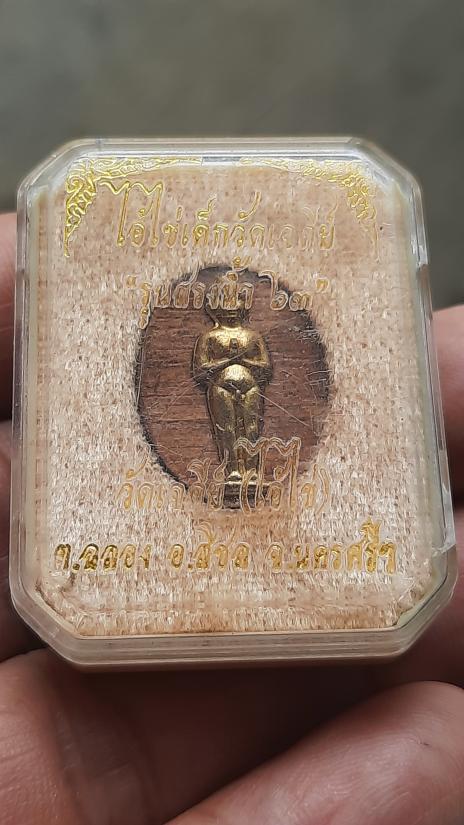 ไอ้ไข่เด็กวัดเจดีย์
"รุ่นสรงน้ำ ๖๓"
วัดเจดีย์ (ไอ้ไข่)
ต.ฉลอง อ.สิชล จ.นครศรีฯ